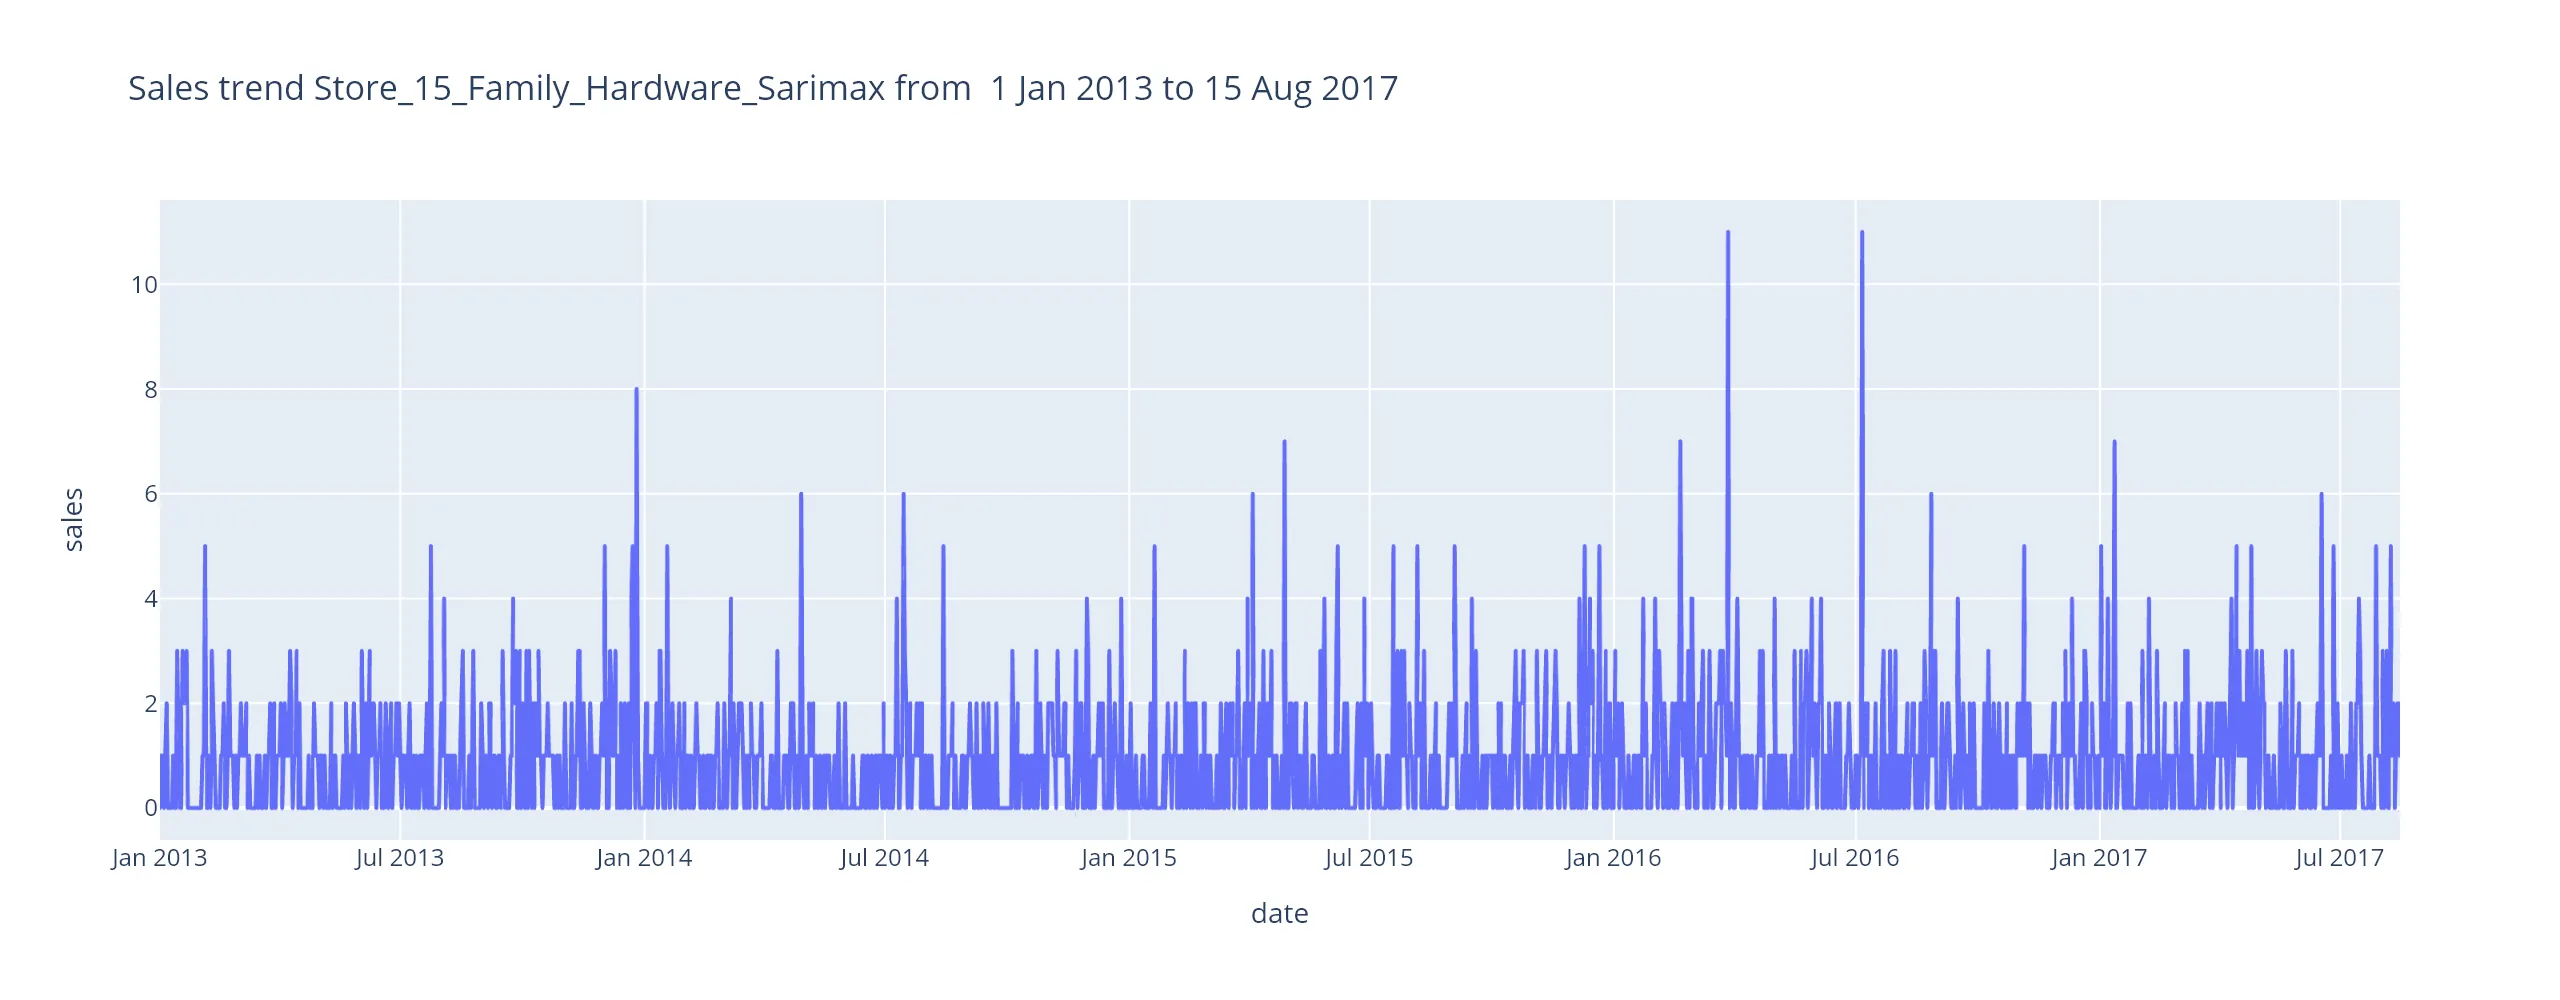 Sales trend Store_15_Family_Hardware_Sarimax from  1 Jan 2013 to 15 Aug 2017
10
8
6
4
2
0
sales
Jan 2013 Jul 2013 Jan 2014 Jul 2014 Jan 2015 Jul 2015 Jan 2016 Jul 2016 Jan 2017 Jul 2017
date